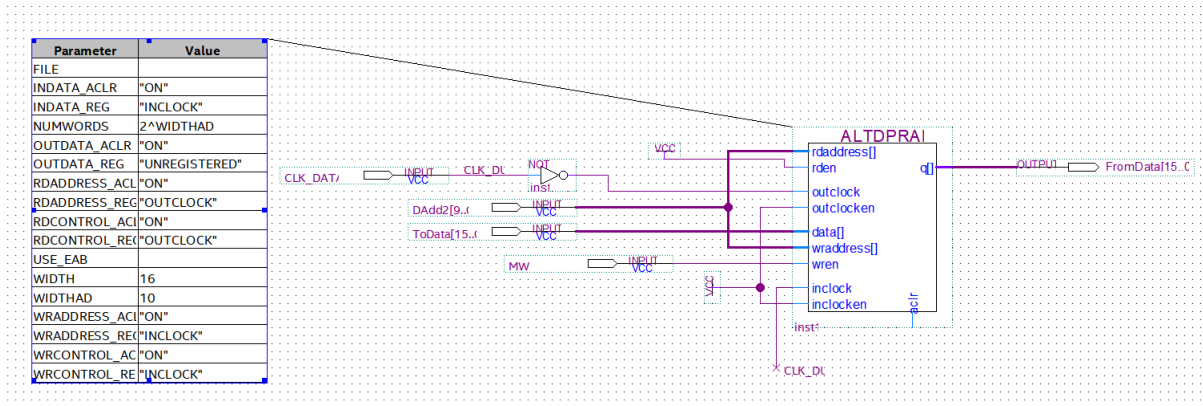 Parameter Value
FILE
INDATA_ACLR "ON"
INDATA_REG "INCLOCK"
NUMWORDS 2^WIDTHAD
OUTDATA_ACLR "ON"
OUTDATA_REG "UNREGISTERED"
RDADDRESS_ACL "ON"
RDADDRESS_REG "OUTCLOCK"
RDCONTROL_ACL "ON"
RDCONTROL_REG "OUTCLOCK"
USE_EAB
WIDTH 16
WIDTHAD 10
WRADDRESS_ACL "ON"
WRADDRESS_REG "INCLOCK"
WRCONTROL_AC "ON"
WRCONTROL_RE "INCLOCK"
CLK_DATA
INPUT
VCC
CLK_DU
NOT
inst1
DAdd2[9..0
INPUT
VCC
ToData[15..0
INPUT
VCC
MW
INPUT
VCC
VCC
VCC
ALTDPRAI
rdaddress[]
rden
q[]
outclock
outclocken
data[]
wraddress[]
wren
inclock
inclocken
aclr
inst1
CLK_DU
OUTPUT
FromData[15..0